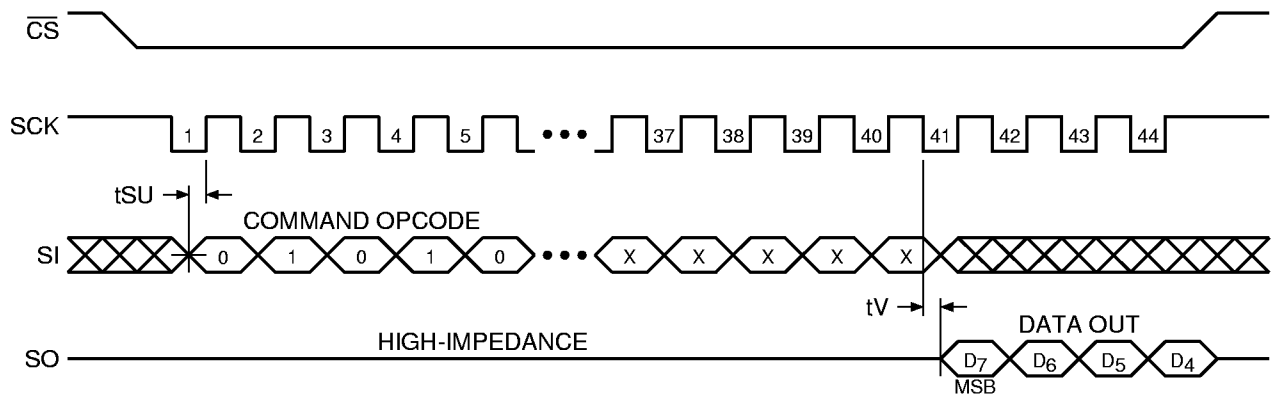 CS
SCK 1 2 3 4 5 ••• 37 38 39 40 41 42 43 44
tSU
COMMAND OPCODE
SI 0 1 0 1 0 ••• X X X X X
tV
HIGH-IMPEDANCE DATA OUT
SO D7 D6 D5 D4
MSB